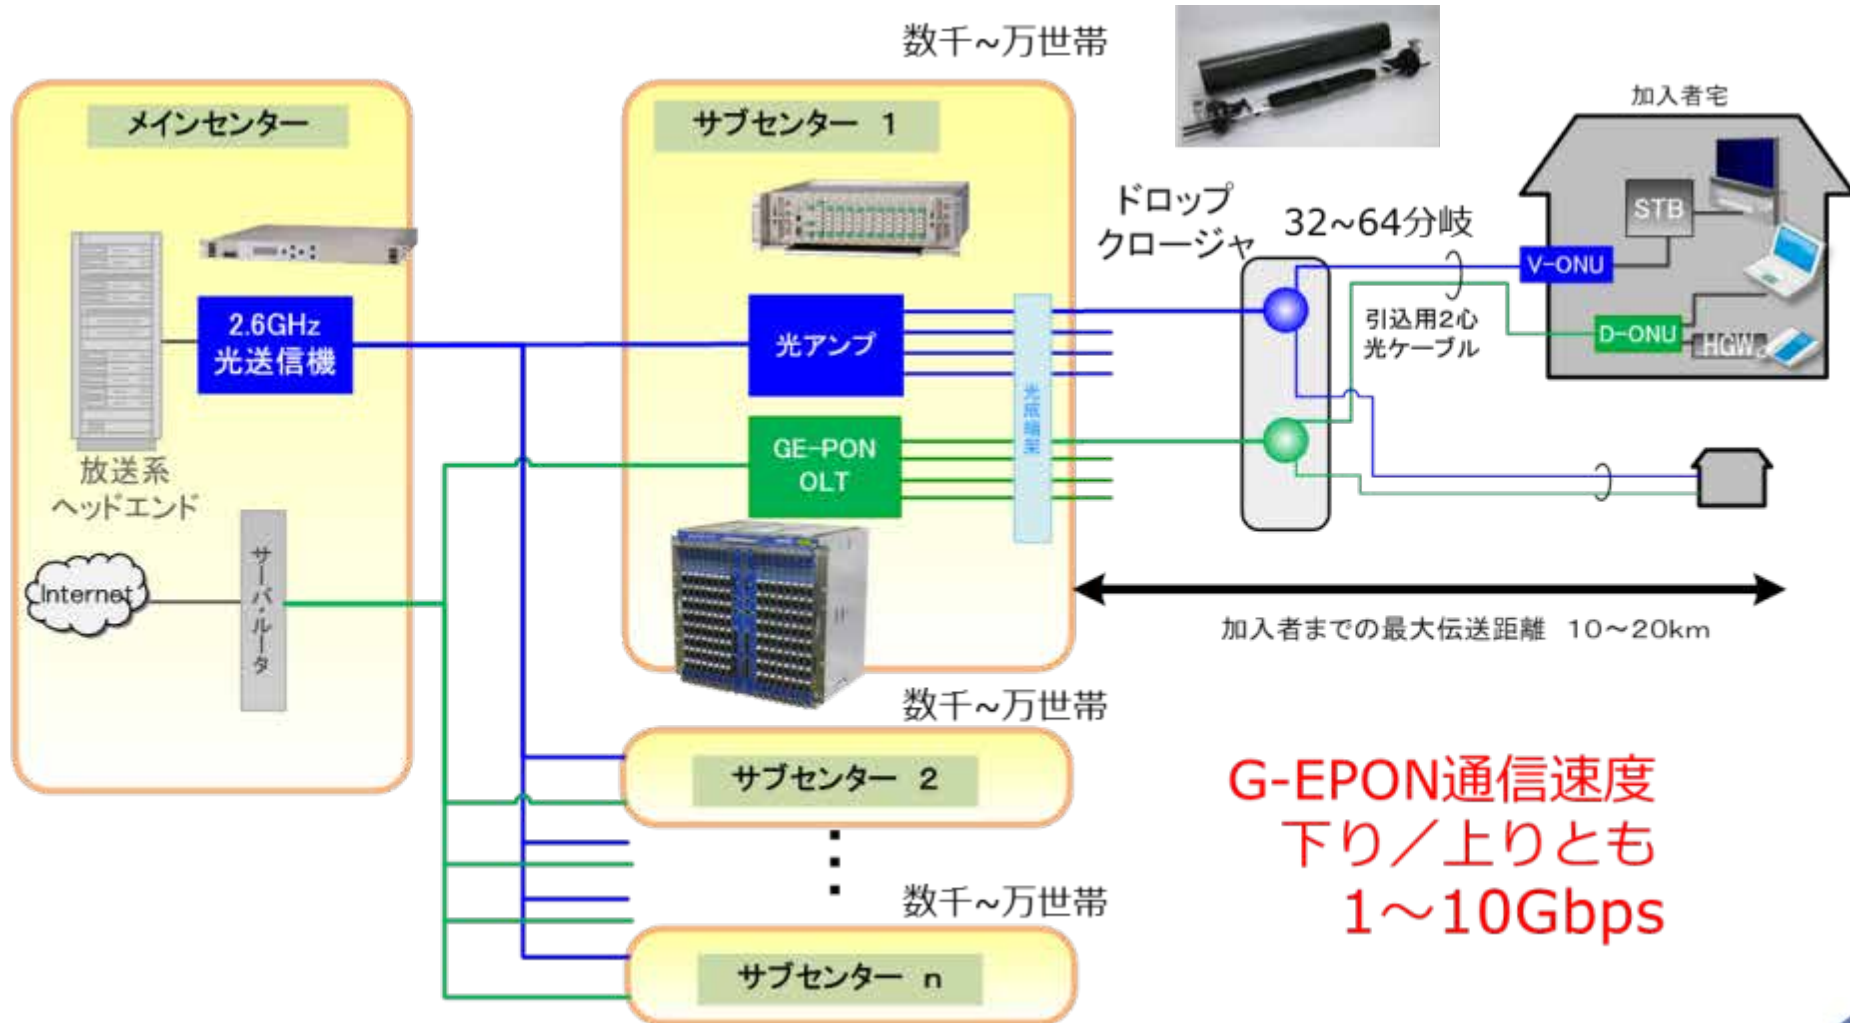 数千~万世帯
メインセンター
サブセンター 1
加入者宅
ドロップ
クロージャ
32~64分岐
STB
V-ONU
2.6GHz
光送信機
光アンプ
引込用2心
光ケーブル
D-ONU
HGW
光成端架
GE-PON
OLT
放送系
ヘッドエンド
Internet
サーバ・ルータ
加入者までの最大伝送距離 10～20km
数千~万世帯
サブセンター 2
G-EPON通信速度
下り／上りとも
1～10Gbps
数千~万世帯
サブセンター n